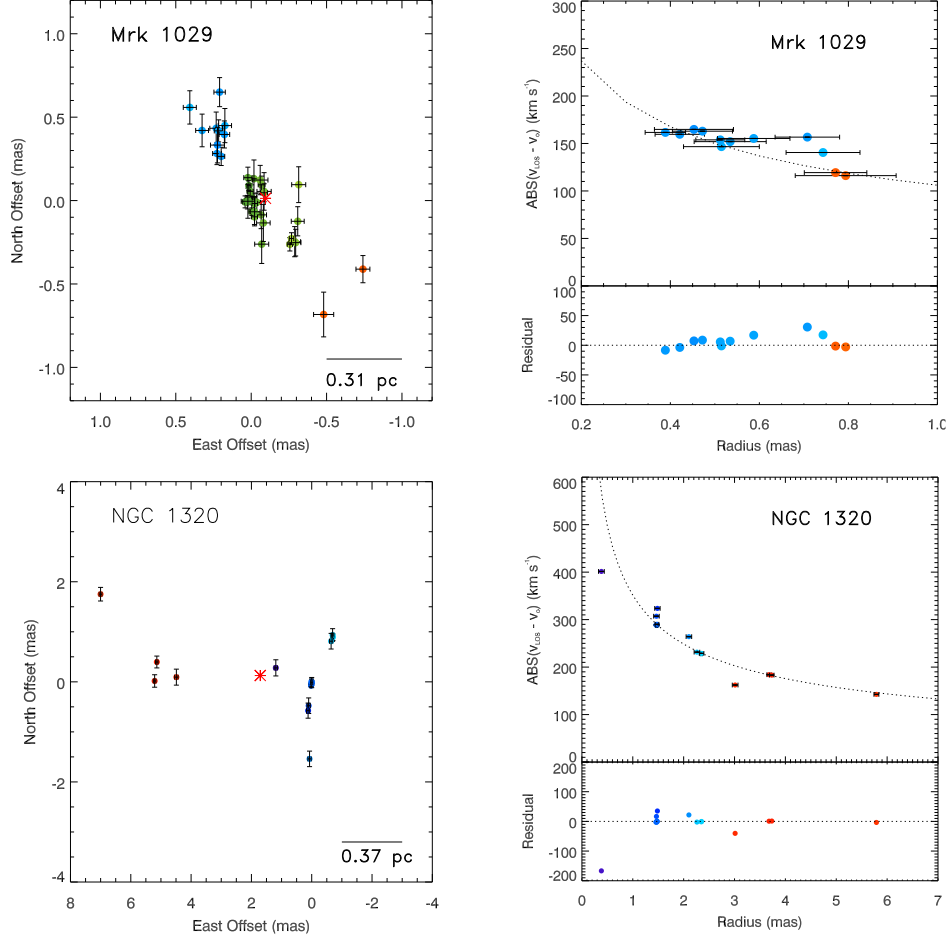 Mrk 1029
North Offset (mas)
1.0
0.5
0.0
-0.5
-1.0
0.31 pc
1.0 0.5 0.0 -0.5 -1.0
East Offset (mas)
Mrk 1029
ABS(vLOS - vo) (km s-1)
300
250
200
150
100
50
0
Residual
100
50
0
-50
-100
0.2 0.4 0.6 0.8 1.0
Radius (mas)
NGC 1320
North Offset (mas)
4
2
0
-2
-4
0.37 pc
8 6 4 2 0 -2 -4
East Offset (mas)
NGC 1320
ABS(vLOS - vo) (km s-1)
600
500
400
300
200
100
0
Residual
200
100
0
-100
-200
0 1 2 3 4 5 6 7
Radius (mas)